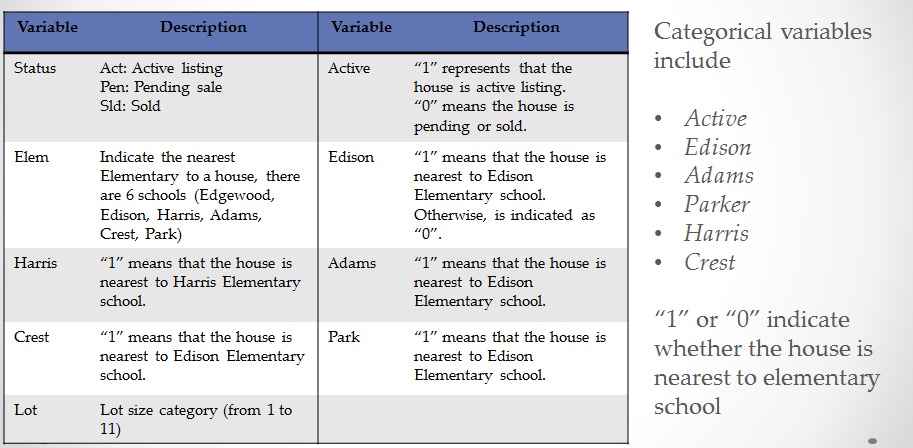 Variable Description Variable Description
Status
Act: Active listing
Pen: Pending sale
Sld: Sold
Active
“1” represents that the
house is active listing.
“0” means the house is
pending or sold.
Elem
Indicate the nearest
Elementary to a house, there
are 6 schools (Edgewood,
Edison, Harris, Adams,
Crest, Park)
Edison
“1” means that the house is
nearest to Edison
Elementary school.
Otherwise, is indicated as
“0”.
Harris
“1” means that the house is
nearest to Harris Elementary
school.
Adams
“1” means that the house is
nearest to Edison
Elementary school.
Crest
“1” means that the house is
nearest to Edison Elementary
school.
Park
“1” means that the house is
nearest to Edison
Elementary school.
Lot
Lot size category (from 1 to
11)
Categorical variables
include
• Active
• Edison
• Adams
• Parker
• Harris
• Crest
“1” or “0” indicate
whether the house is
nearest to elementary
school